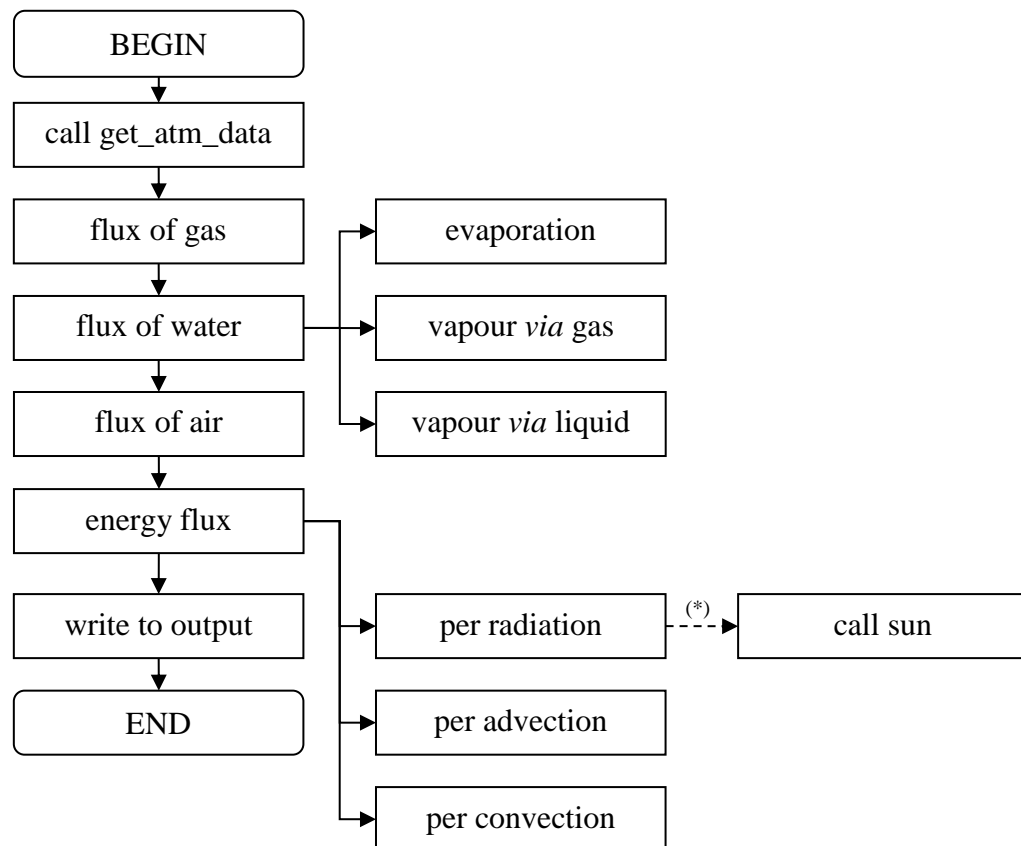 BEGIN
call get_atm_data
flux of gas
evaporation
flux of water
vapour via gas
flux of air
vapour via liquid
energy flux
write to output
per radiation
(*)
call sun
END
per advection
per convection